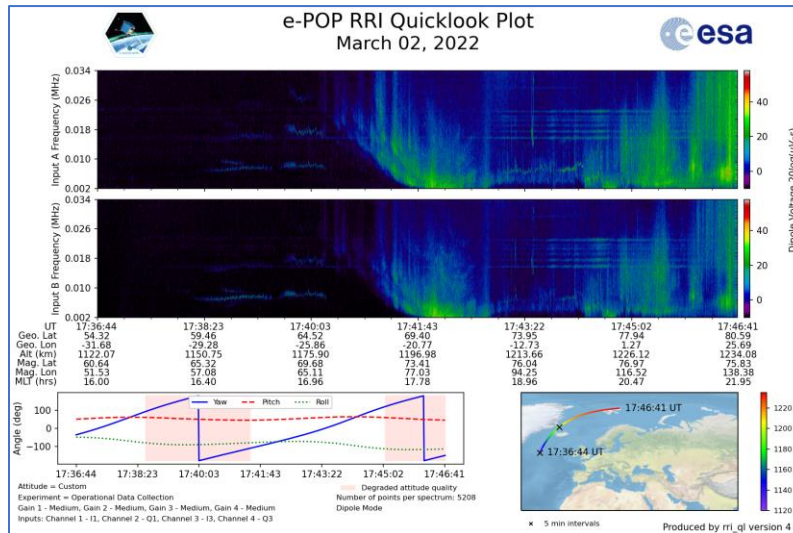 e-POP RRI Quicklook Plot
March 02, 2022
esa
Input A Frequency (MHz)
0.034
0.026
0.018
0.010
0.002
40
20
0
Input B Frequency (MHz)
0.034
0.026
0.018
0.010
0.002
40
20
0
UT 17:36:44 17:38:23 17:40:03 17:41:43 17:43:22 17:45:02 17:46:41
Geo. Lat 54.32 59.46 64.52 69.46 73.95 77.94 80.59
Geo. Lon -31.68 -29.28 -25.86 -20.77 -12.73 1.27 25.69
Alt (km) 1122.07 1150.75 1175.90 1196.98 1213.66 1226.12 1234.08
Mag. Lat 60.64 65.32 69.68 73.41 76.04 76.97 75.83
Mag. Lon 51.53 57.08 65.11 77.03 94.25 116.52 138.38
MLT (hrs) 16.00 16.40 16.96 17.78 18.96 20.47 21.95
Yaw Pitch Roll
Angle (deg)
100
0
−100
17:36:44 17:38:23 17:40:03 17:41:43 17:43:22 17:45:02 17:46:41
17:46:41 UT
17:36:44 UT
1220
1200
1180
1160
1140
1120
Attitude = Custom
Degraded attitude quality
Experiment = Operational Data Collection
Number of points per spectrum: 5208
Gain 1 - Medium, Gain 2 - Medium, Gain 3 - Medium, Gain 4 - Medium
Dipole Mode
Inputs: Channel 1 - I1, Channel 2 - Q1, Channel 3 - I3, Channel 4 - Q3
× 5 min intervals
Produced by rri_ql version 4